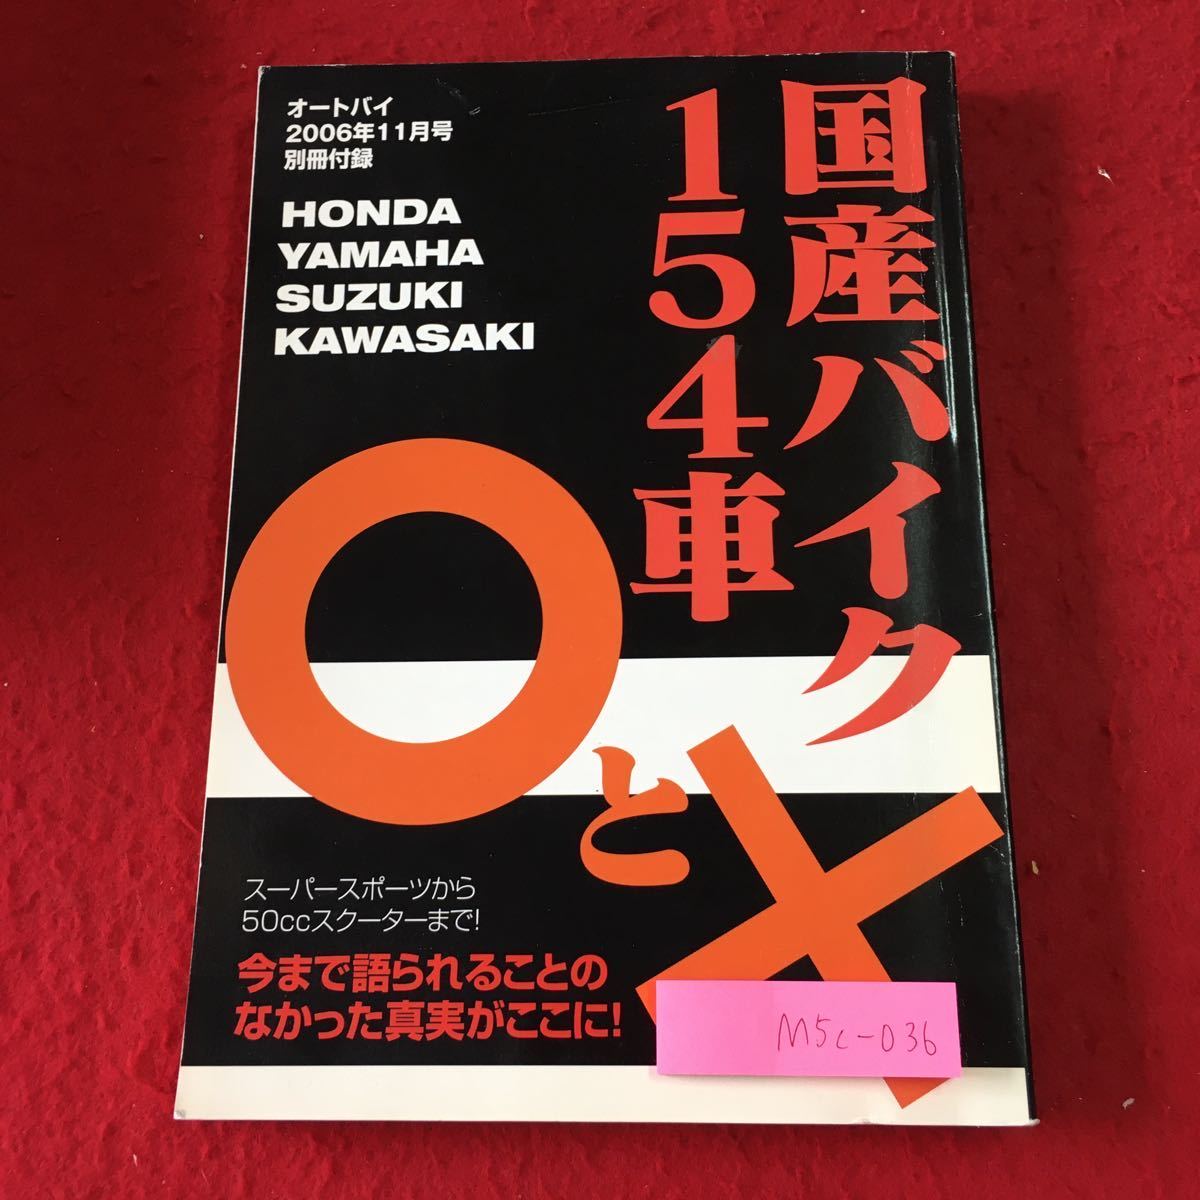 オートバイ
2006年11月号
別冊付録
HONDA
YAMAHA
SUZUKI
KAWASAKI
国産バイク
154車
○と×
スーパースポーツから
50ccスクーターまで!
今まで語られることの
なかった真実がここに!
M5c-036